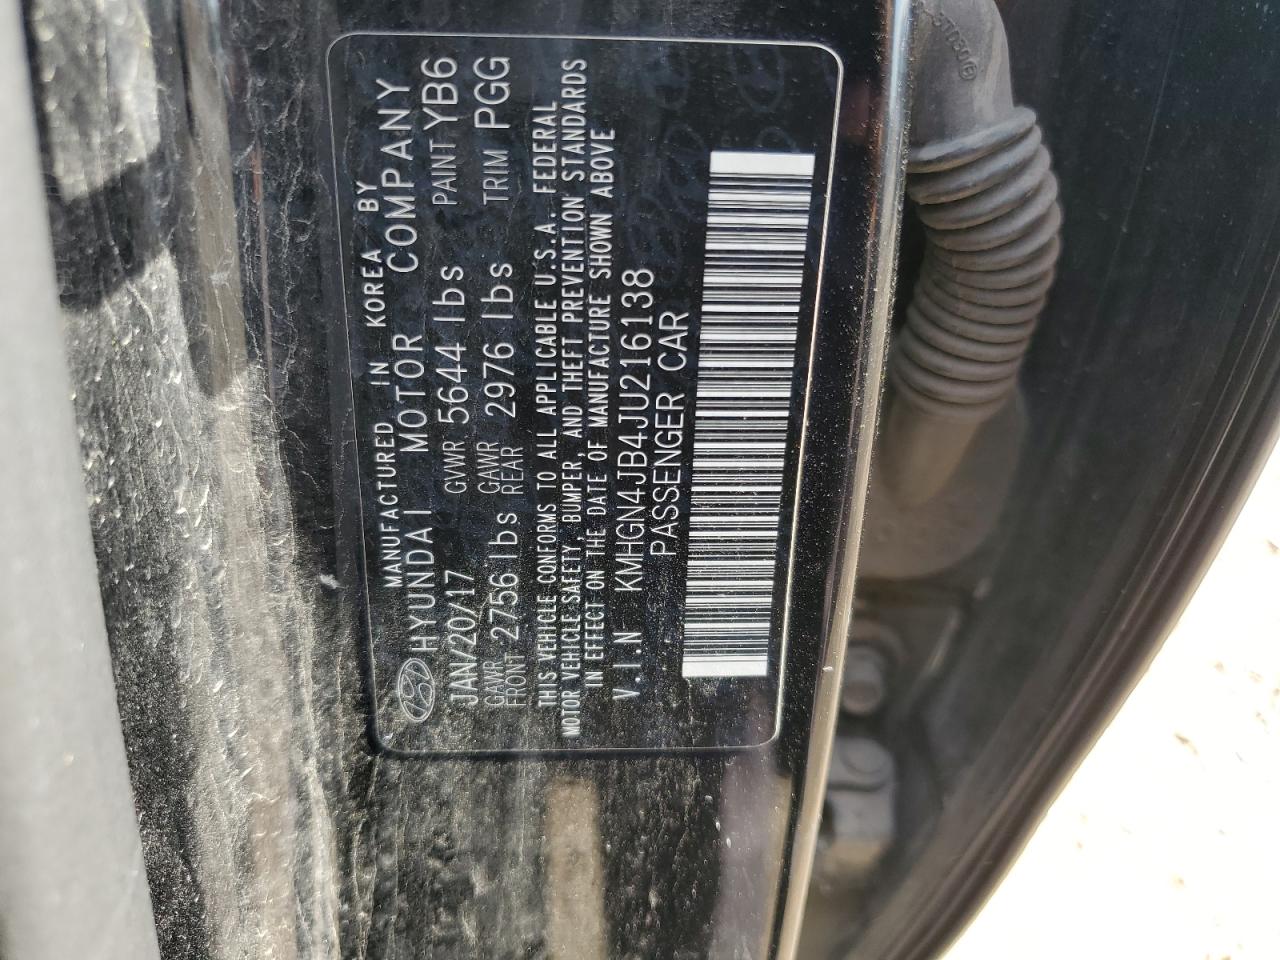 MANUFACTURED IN KOREA BY
HYUNDAI MOTOR COMPANY
JAN/20/17 GVWR 5644 lbs PAINT YB6
GAWR FRONT 2756 lbs GAWR REAR 2976 lbs TRIM PGG
THIS VEHICLE CONFORMS TO ALL APPLICABLE U.S.A. FEDERAL
MOTOR VEHICLE SAFETY, BUMPER, AND THEFT PREVENTION STANDARDS
IN EFFECT ON THE DATE OF MANUFACTURE SHOWN ABOVE
V.I.N KMHGN4JB4JU216138
PASSENGER CAR